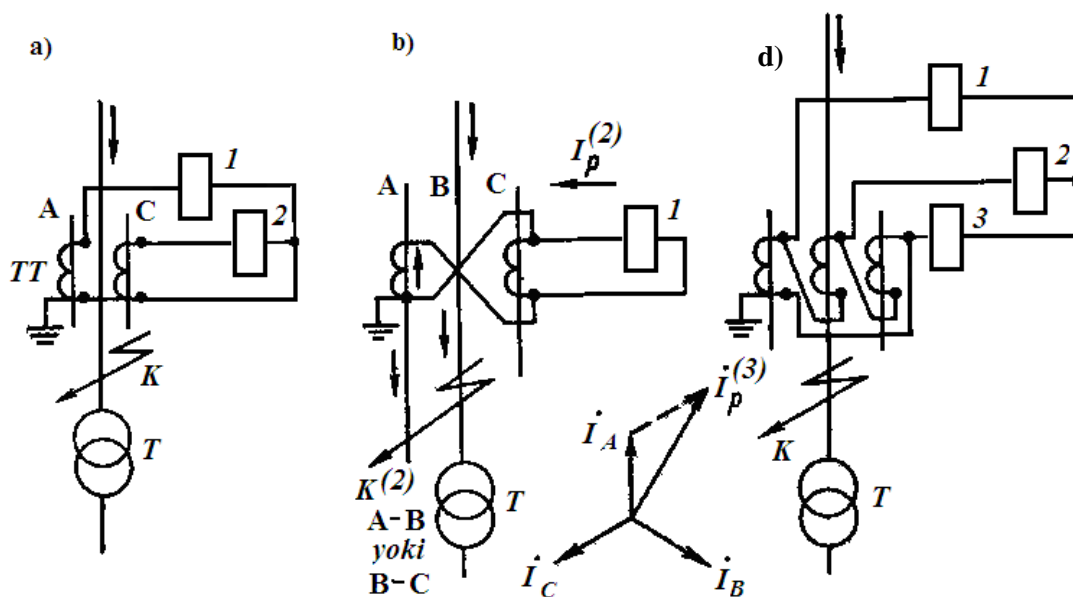 a)
1
A
C
2
TT
K
T
b)
I_p^(2)
A
B
C
1
K^(2)
A-B
yoki
B-C
T
İ_p^(3)
İ_A
İ_C
İ_B
d)
1
2
3
K
T